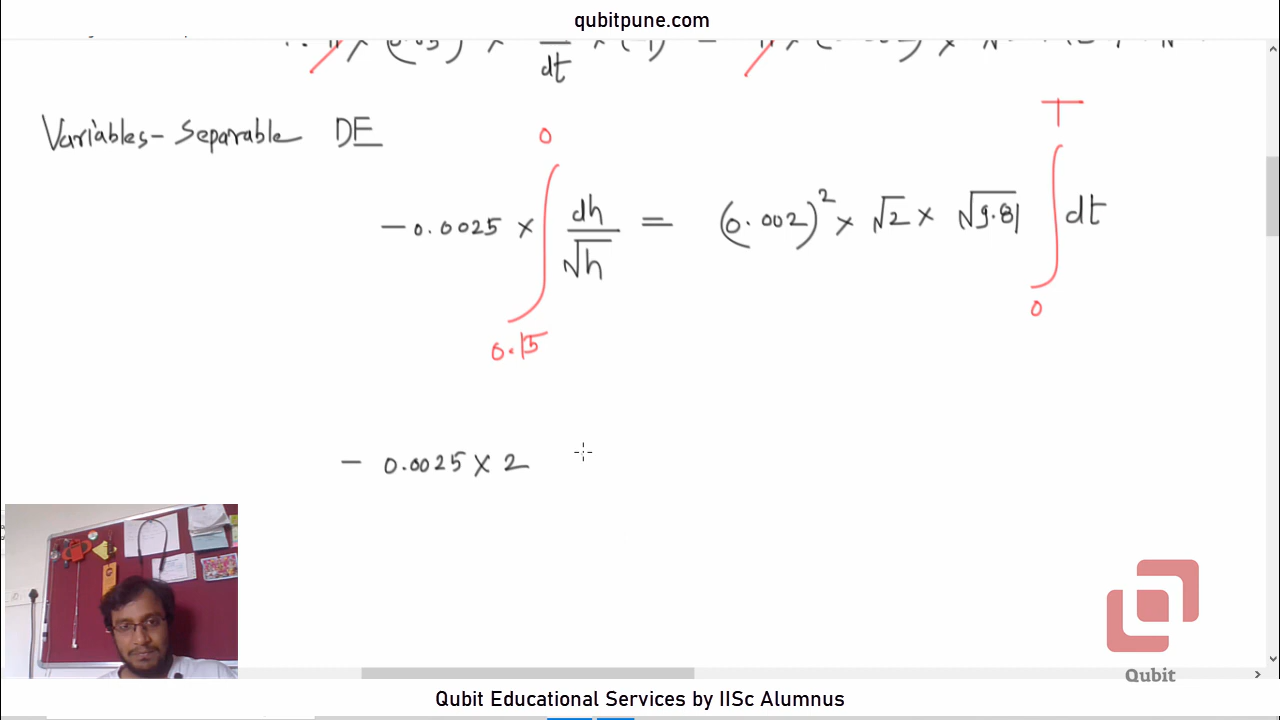 qubitpune.com
dt
Variables-Separable DE
0 T
-0.0025 × ∫ dh/√h = (0.002)² × √2 × √9.81 ∫ dt
0.15 0
- 0.0025 × 2
Qubit
Qubit Educational Services by IISc Alumnus